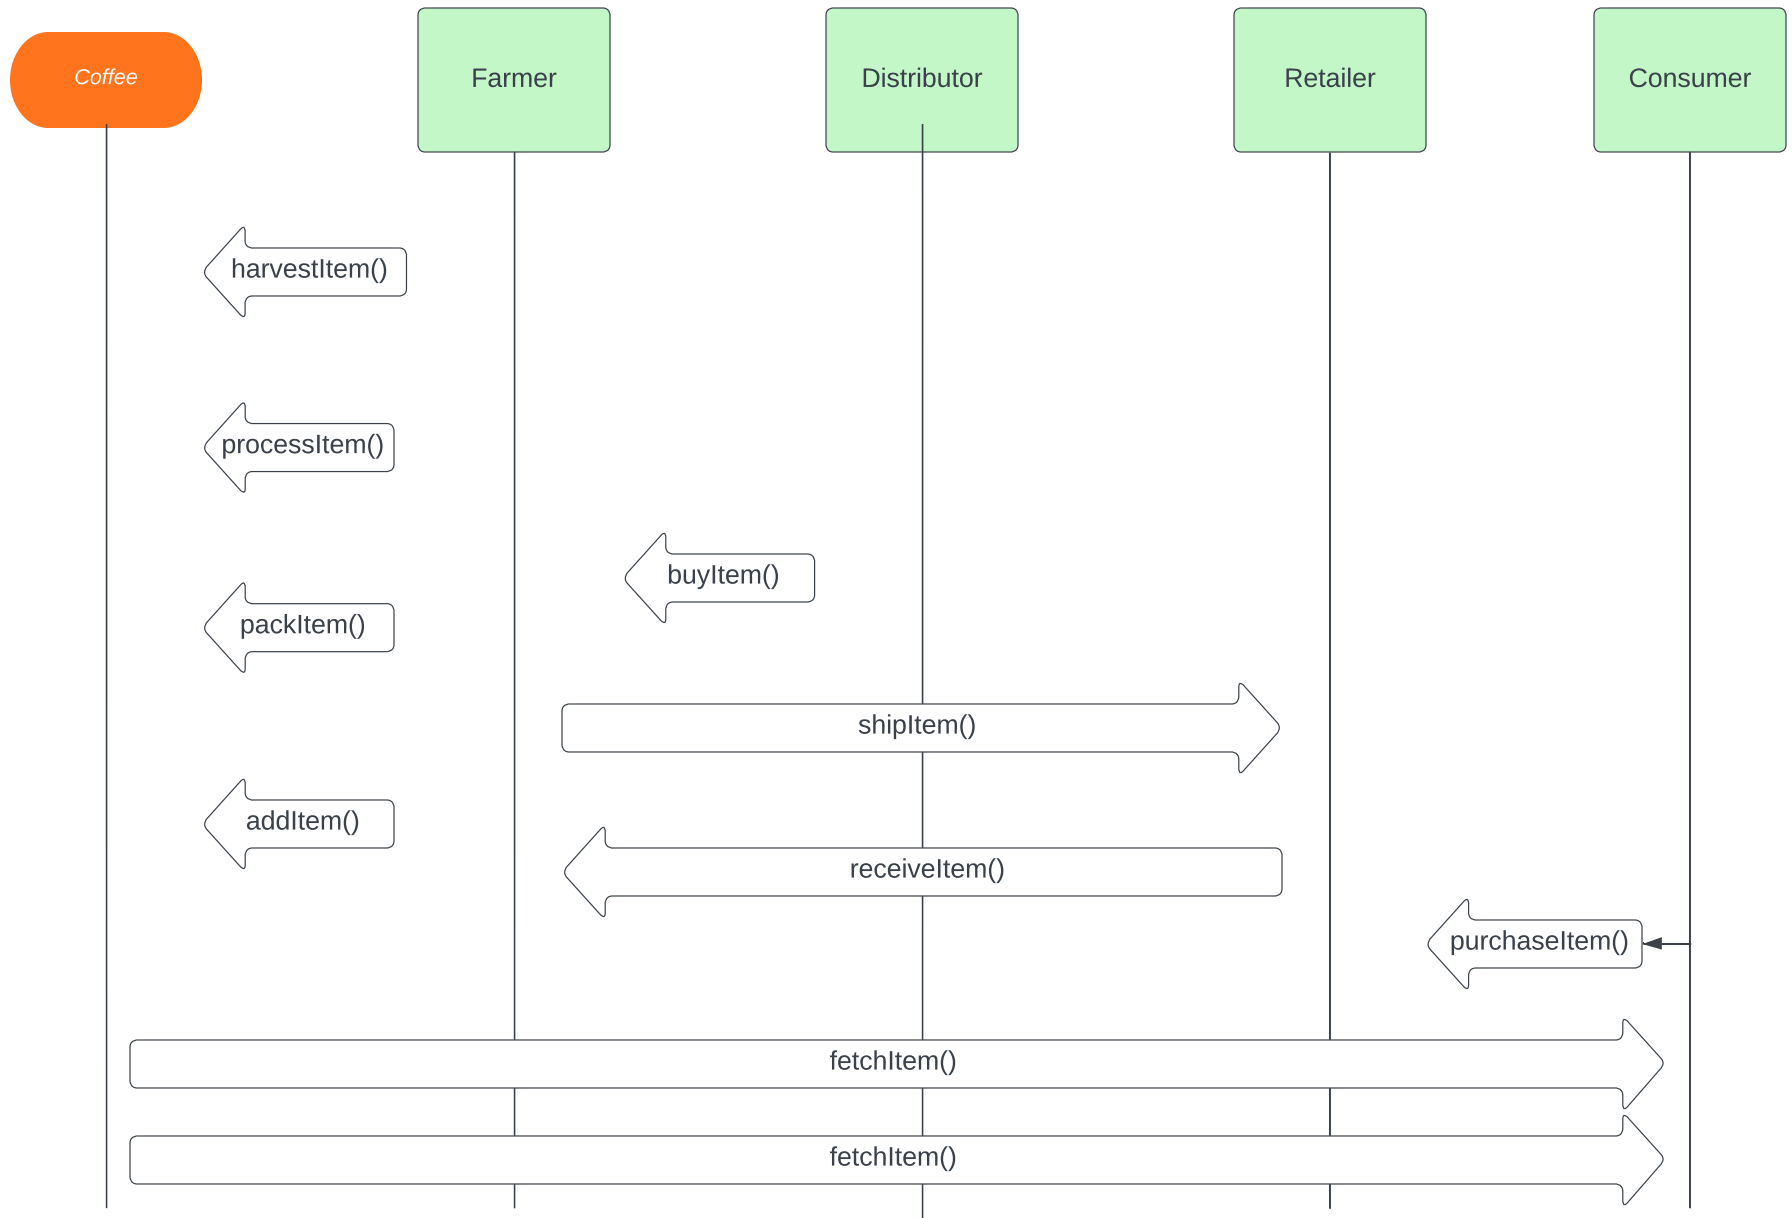 Coffee
Farmer
Distributor
Retailer
Consumer
harvestItem()
processItem()
buyItem()
packItem()
shipItem()
addItem()
receiveItem()
purchaseItem()
fetchItem()
fetchItem()